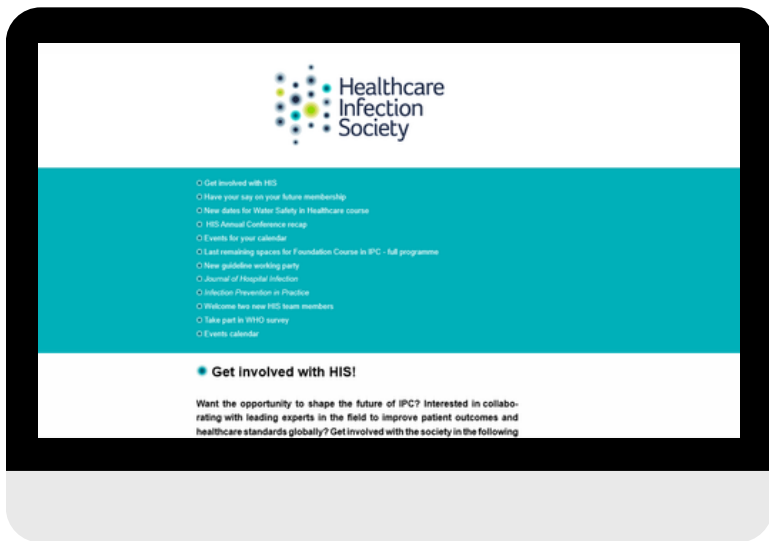 Healthcare
Infection
Society
Get involved with HIS
Have your say on your future membership
New dates for Water Safety in Healthcare course
HIS Annual Conference recap
Events for your calendar
Last remaining spaces for Foundation Course in IPC - full programme
New guideline working party
Journal of Hospital Infection
Infection Prevention in Practice
Welcome two new HIS team members
Take part in WHO survey
Events calendar
Get involved with HIS!
Want the opportunity to shape the future of IPC? Interested in collabo-
rating with leading experts in the field to improve patient outcomes and
healthcare standards globally? Get involved with the society in the following